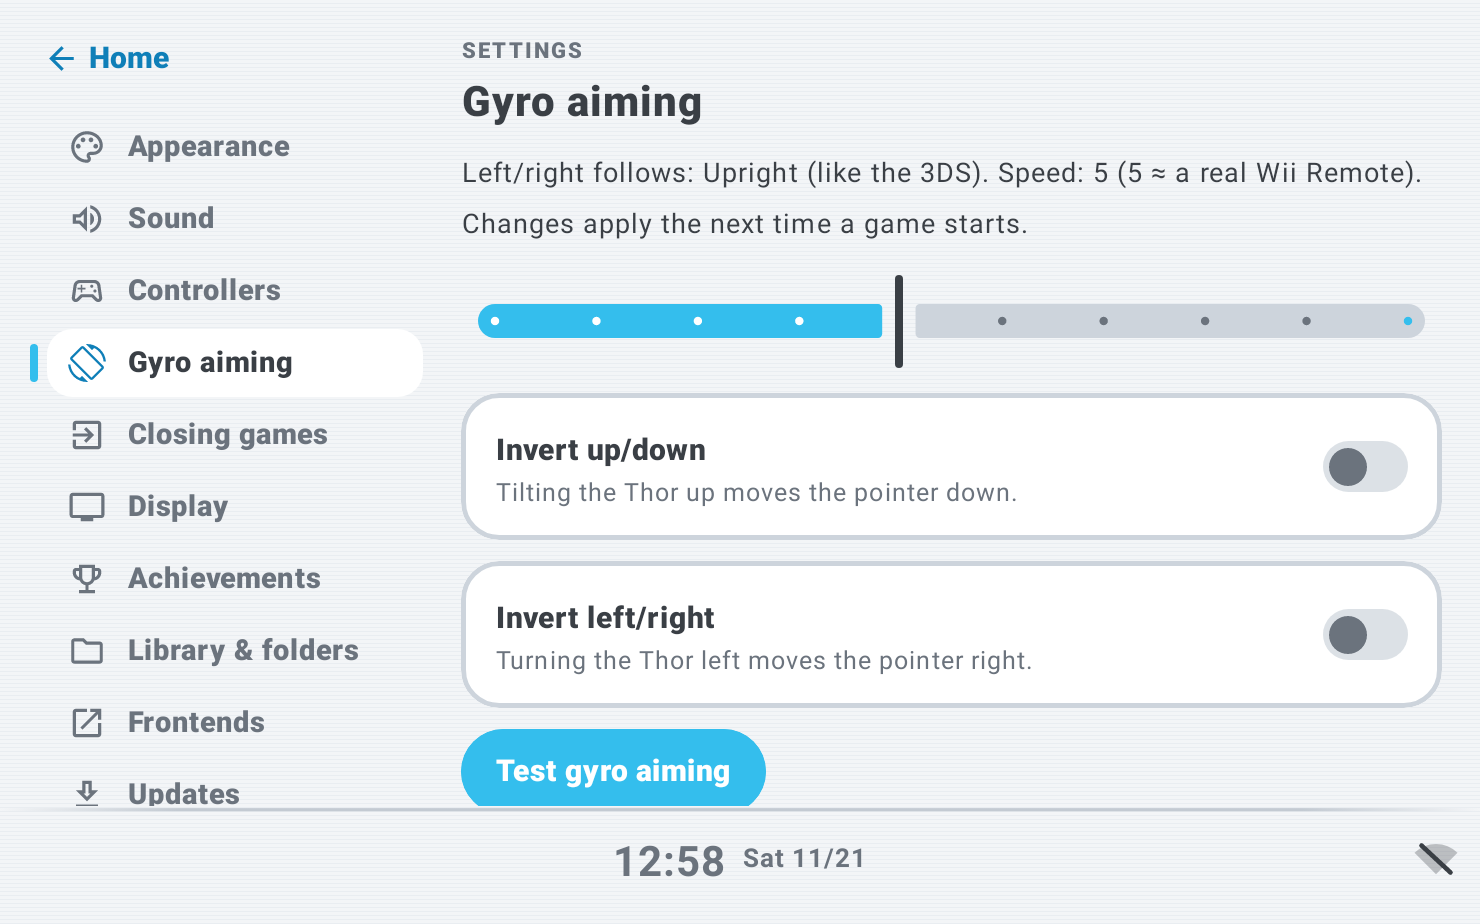 Home
Appearance
Sound
Controllers
Gyro aiming
Closing games
Display
Achievements
Library & folders
Frontends
Updates
SETTINGS
Gyro aiming
Left/right follows: Upright (like the 3DS). Speed: 5 (5 ≈ a real Wii Remote).
Changes apply the next time a game starts.
Invert up/down
Tilting the Thor up moves the pointer down.
Invert left/right
Turning the Thor left moves the pointer right.
Test gyro aiming
12:58 Sat 11/21